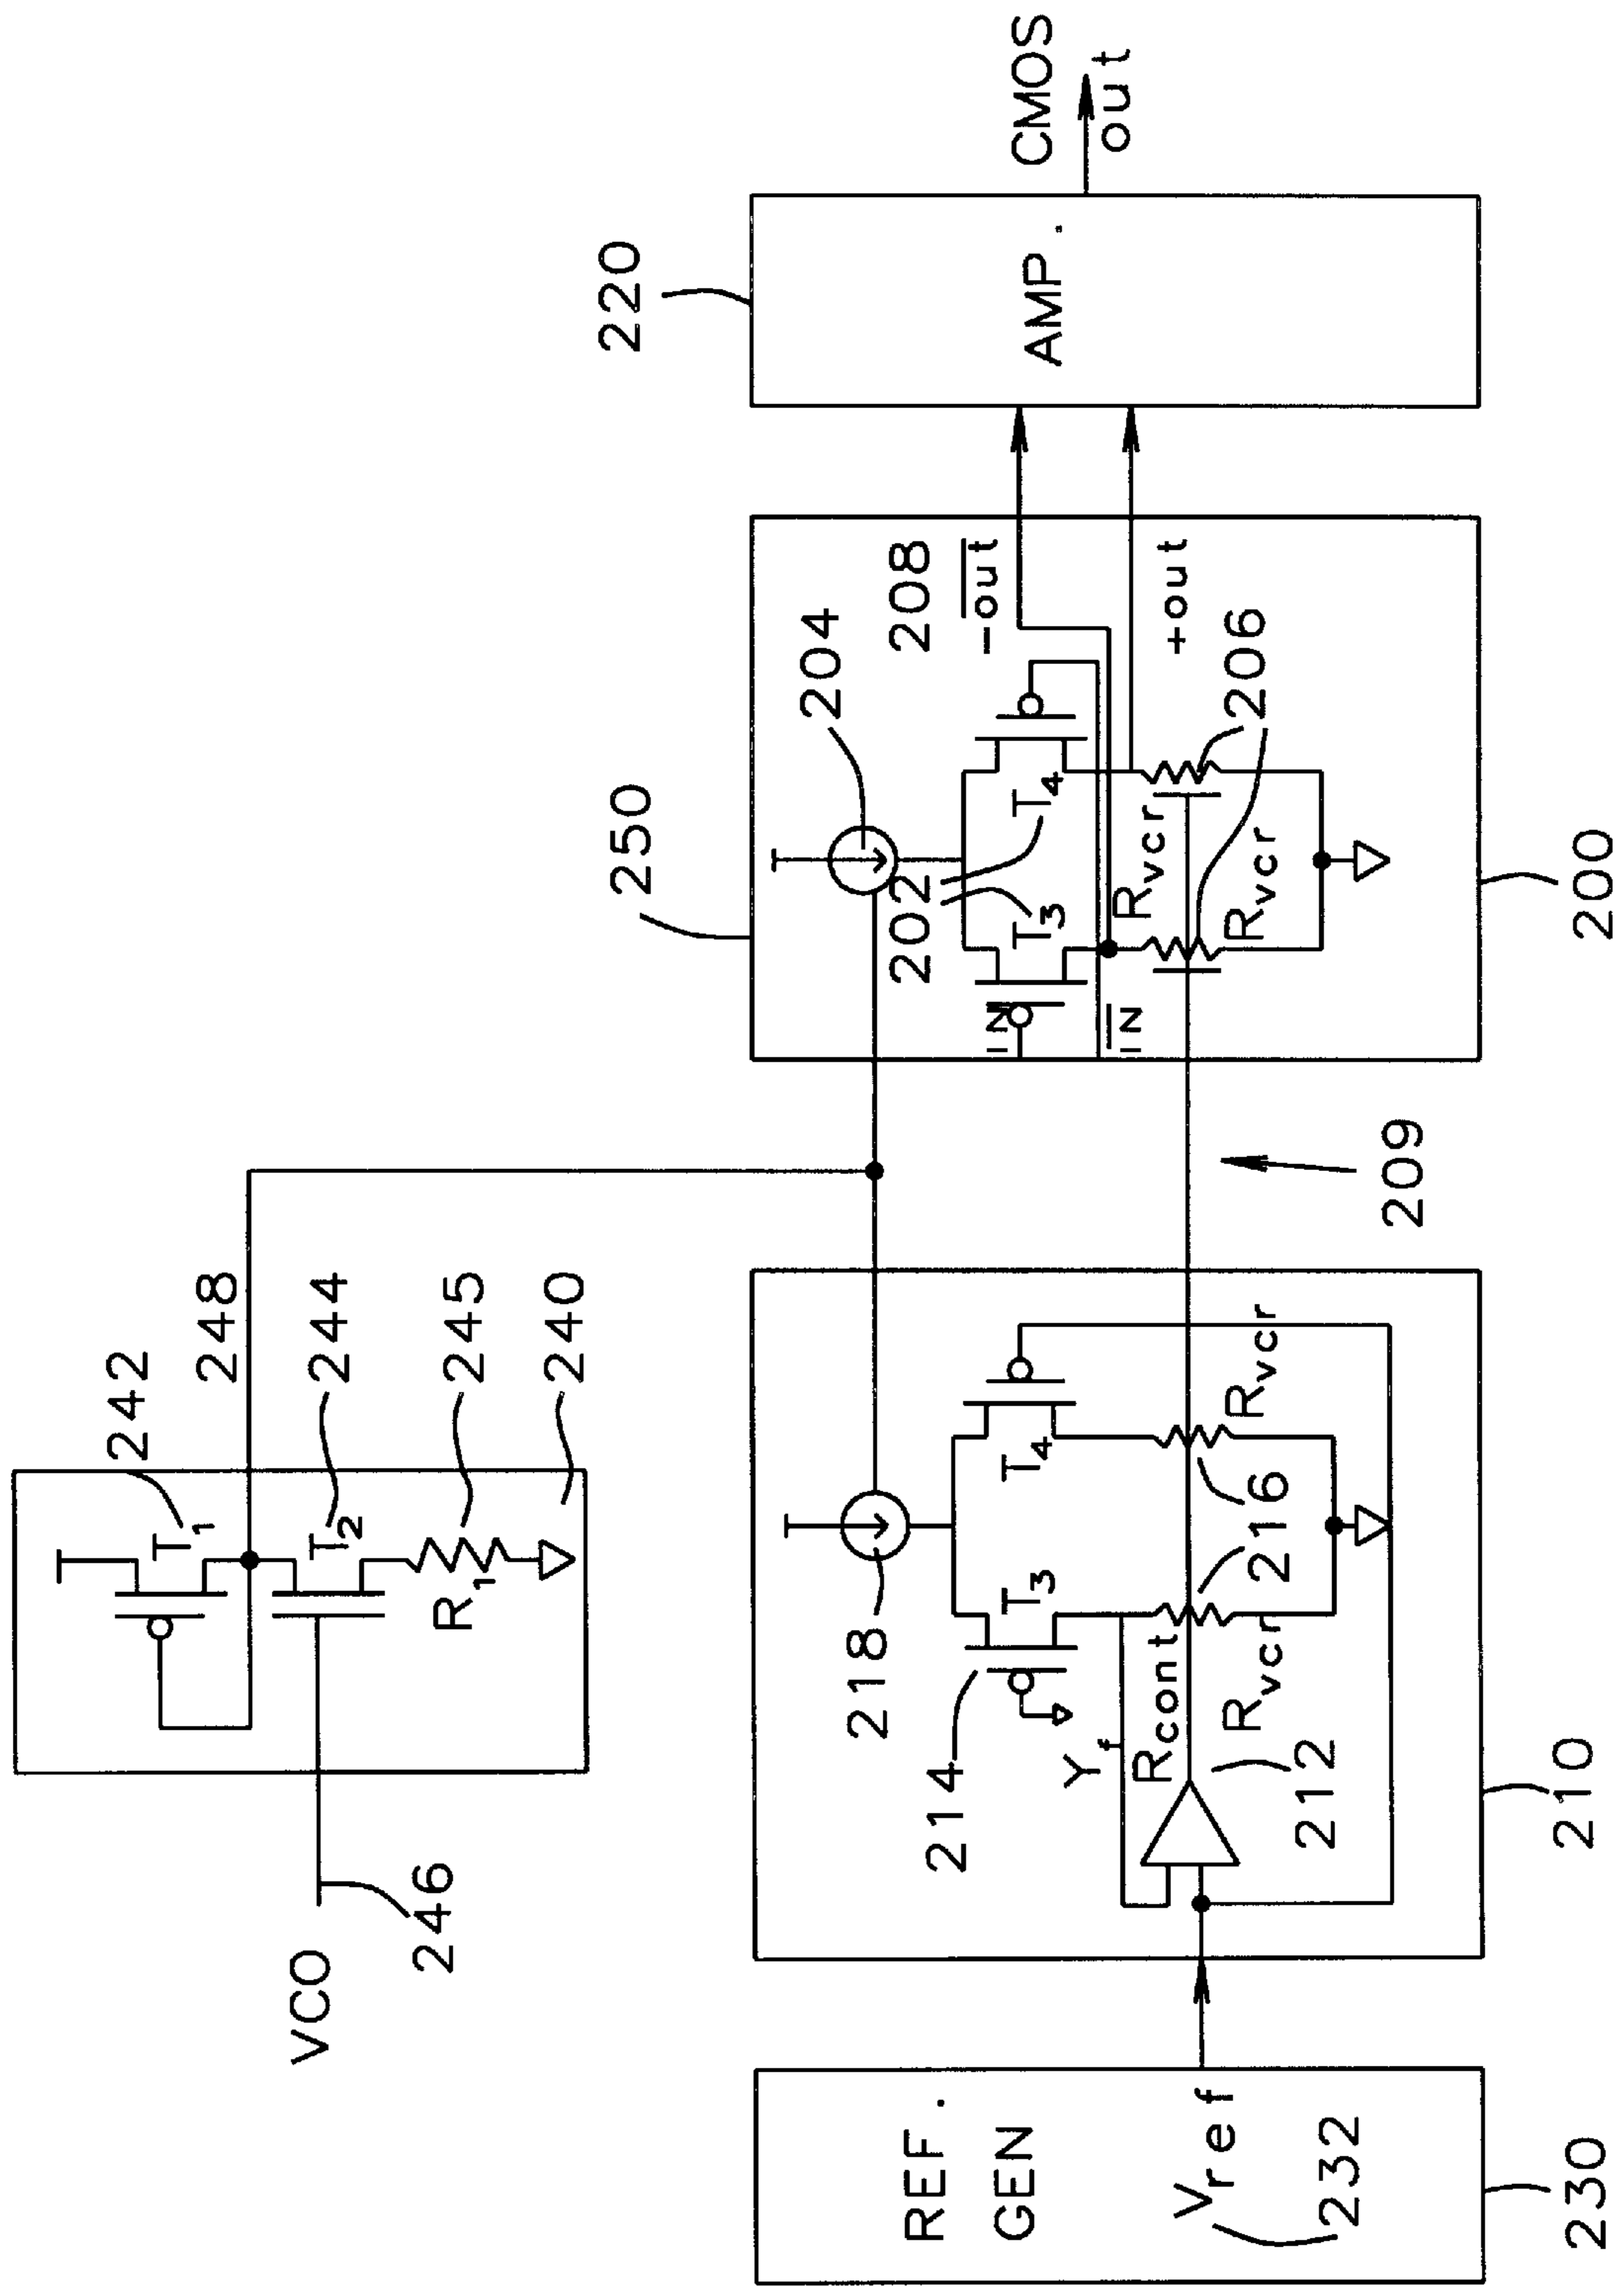 VCO
246
242
248
244
245
240
T1
T2
R1
REF.
GEN
Vref
232
230
218
214
T3
T4
Yf
Rcont
Rvcr
Rvcr
216
212
210
209
250
204
202
T3
T4
IN
IN
Rvcr
Rvcr
206
208
-out
+out
200
220
AMP.
CMOS
out